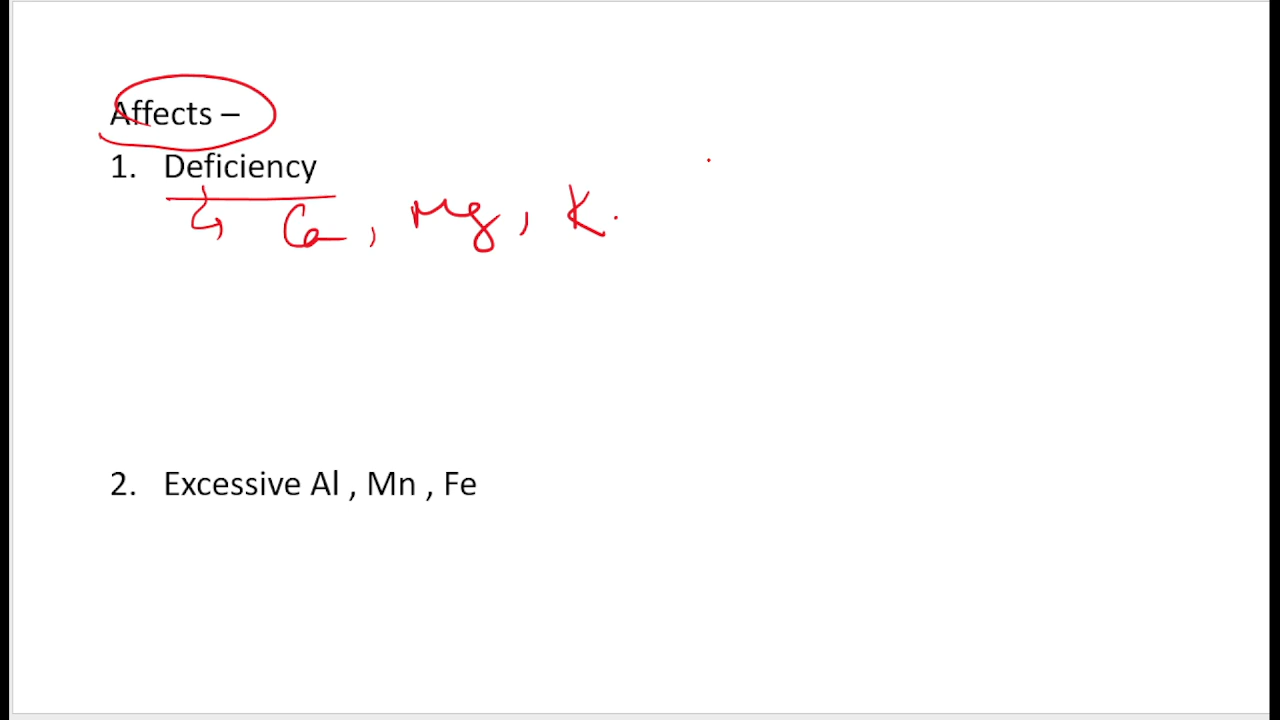 Affects –
1. Deficiency
Ca, Mg, K.
2. Excessive Al , Mn , Fe